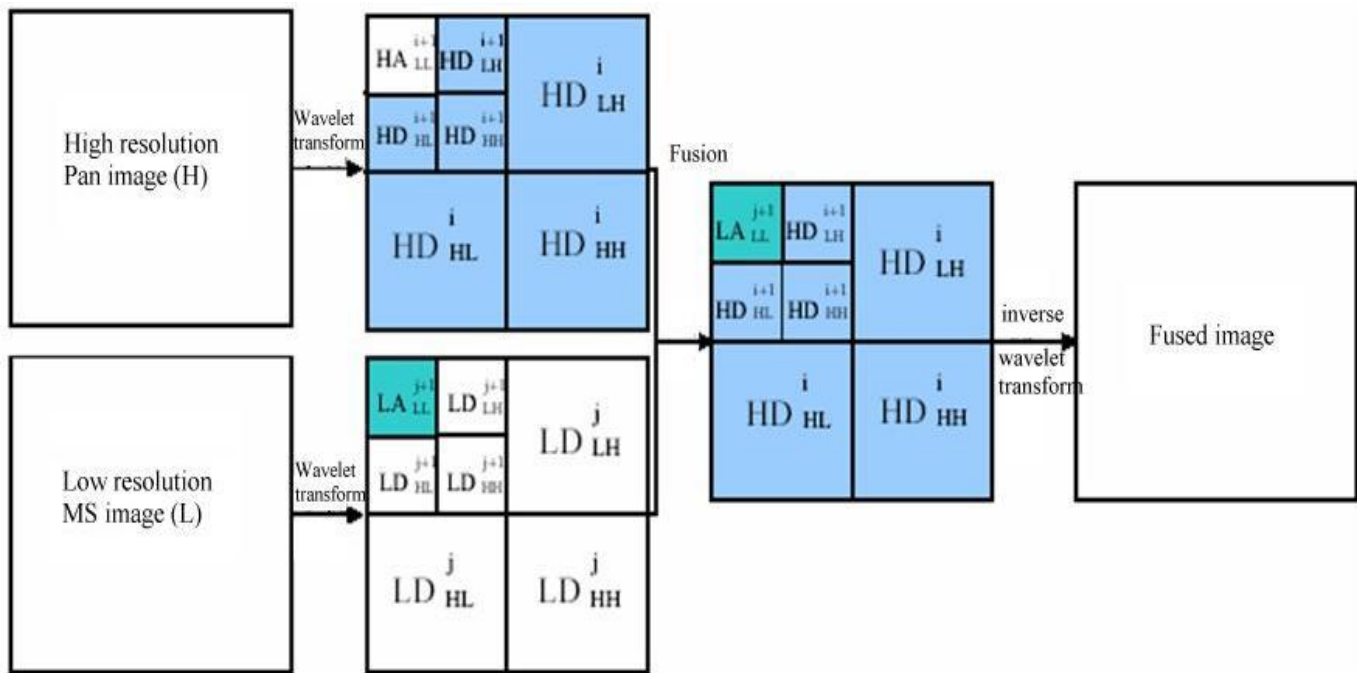 High resolution
Pan image (H)
Wavelet
transform
HA i+1 LL
HD i+1 LH
HD i LH
HD i+1 HL
HD i+1 HH
HD i HL
HD i HH
Low resolution
MS image (L)
Wavelet
transform
LA j+1 LL
LD j+1 LH
LD j LH
LD j+1 HL
LD j+1 HH
LD j HL
LD j HH
Fusion
LA j+1 LL
HD i+1 LH
HD i LH
HD i+1 HL
HD i+1 HH
HD i HL
HD i HH
inverse
wavelet
transform
Fused image